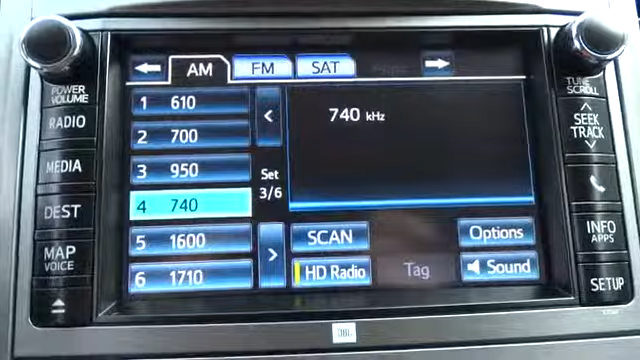 POWER
VOLUME
RADIO
MEDIA
DEST
MAP
VOICE
AM
FM
SAT
1 610
2 700
3 950
4 740
5 1600
6 1710
<
Set
3/6
>
740 kHz
SCAN
HD Radio
Tag
Options
Sound
TUNE
SCROLL
SEEK
TRACK
INFO
APPS
SETUP
JBL